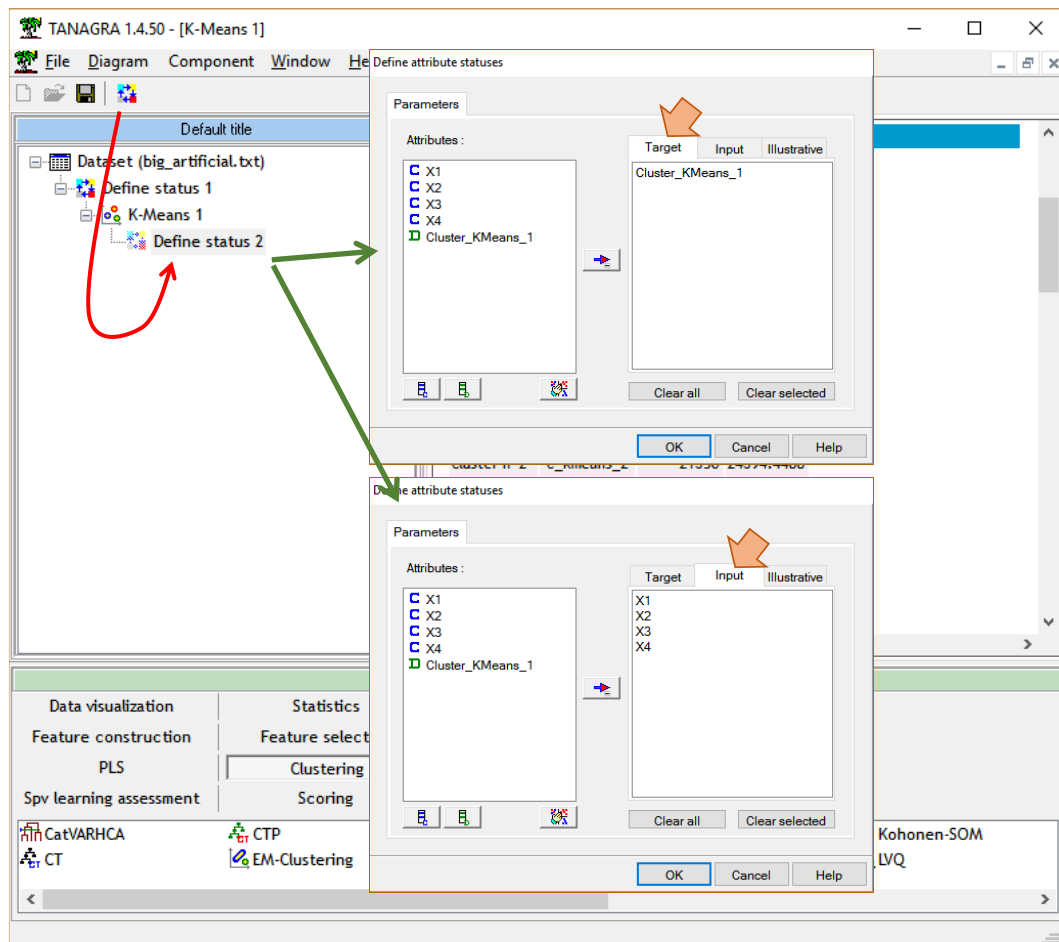 TANAGRA 1.4.50 - [K-Means 1]
File Diagram Component Window
Default title
Dataset (big_artificial.txt)
Define status 1
K-Means 1
Define status 2
Define attribute statuses
Parameters
Attributes :
Target Input Illustrative
X1
X2
X3
X4
Cluster_KMeans_1
Cluster_KMeans_1
Clear all Clear selected
OK Cancel Help
Define attribute statuses
Parameters
Attributes :
Target Input Illustrative
X1
X2
X3
X4
Cluster_KMeans_1
X1
X2
X3
X4
Clear all Clear selected
OK Cancel Help
Data visualization Statistics
Feature construction Feature select
PLS Clustering
Spv learning assessment Scoring
CatVARHCA CTP Kohonen-SOM
CT EM-Clustering LVQ